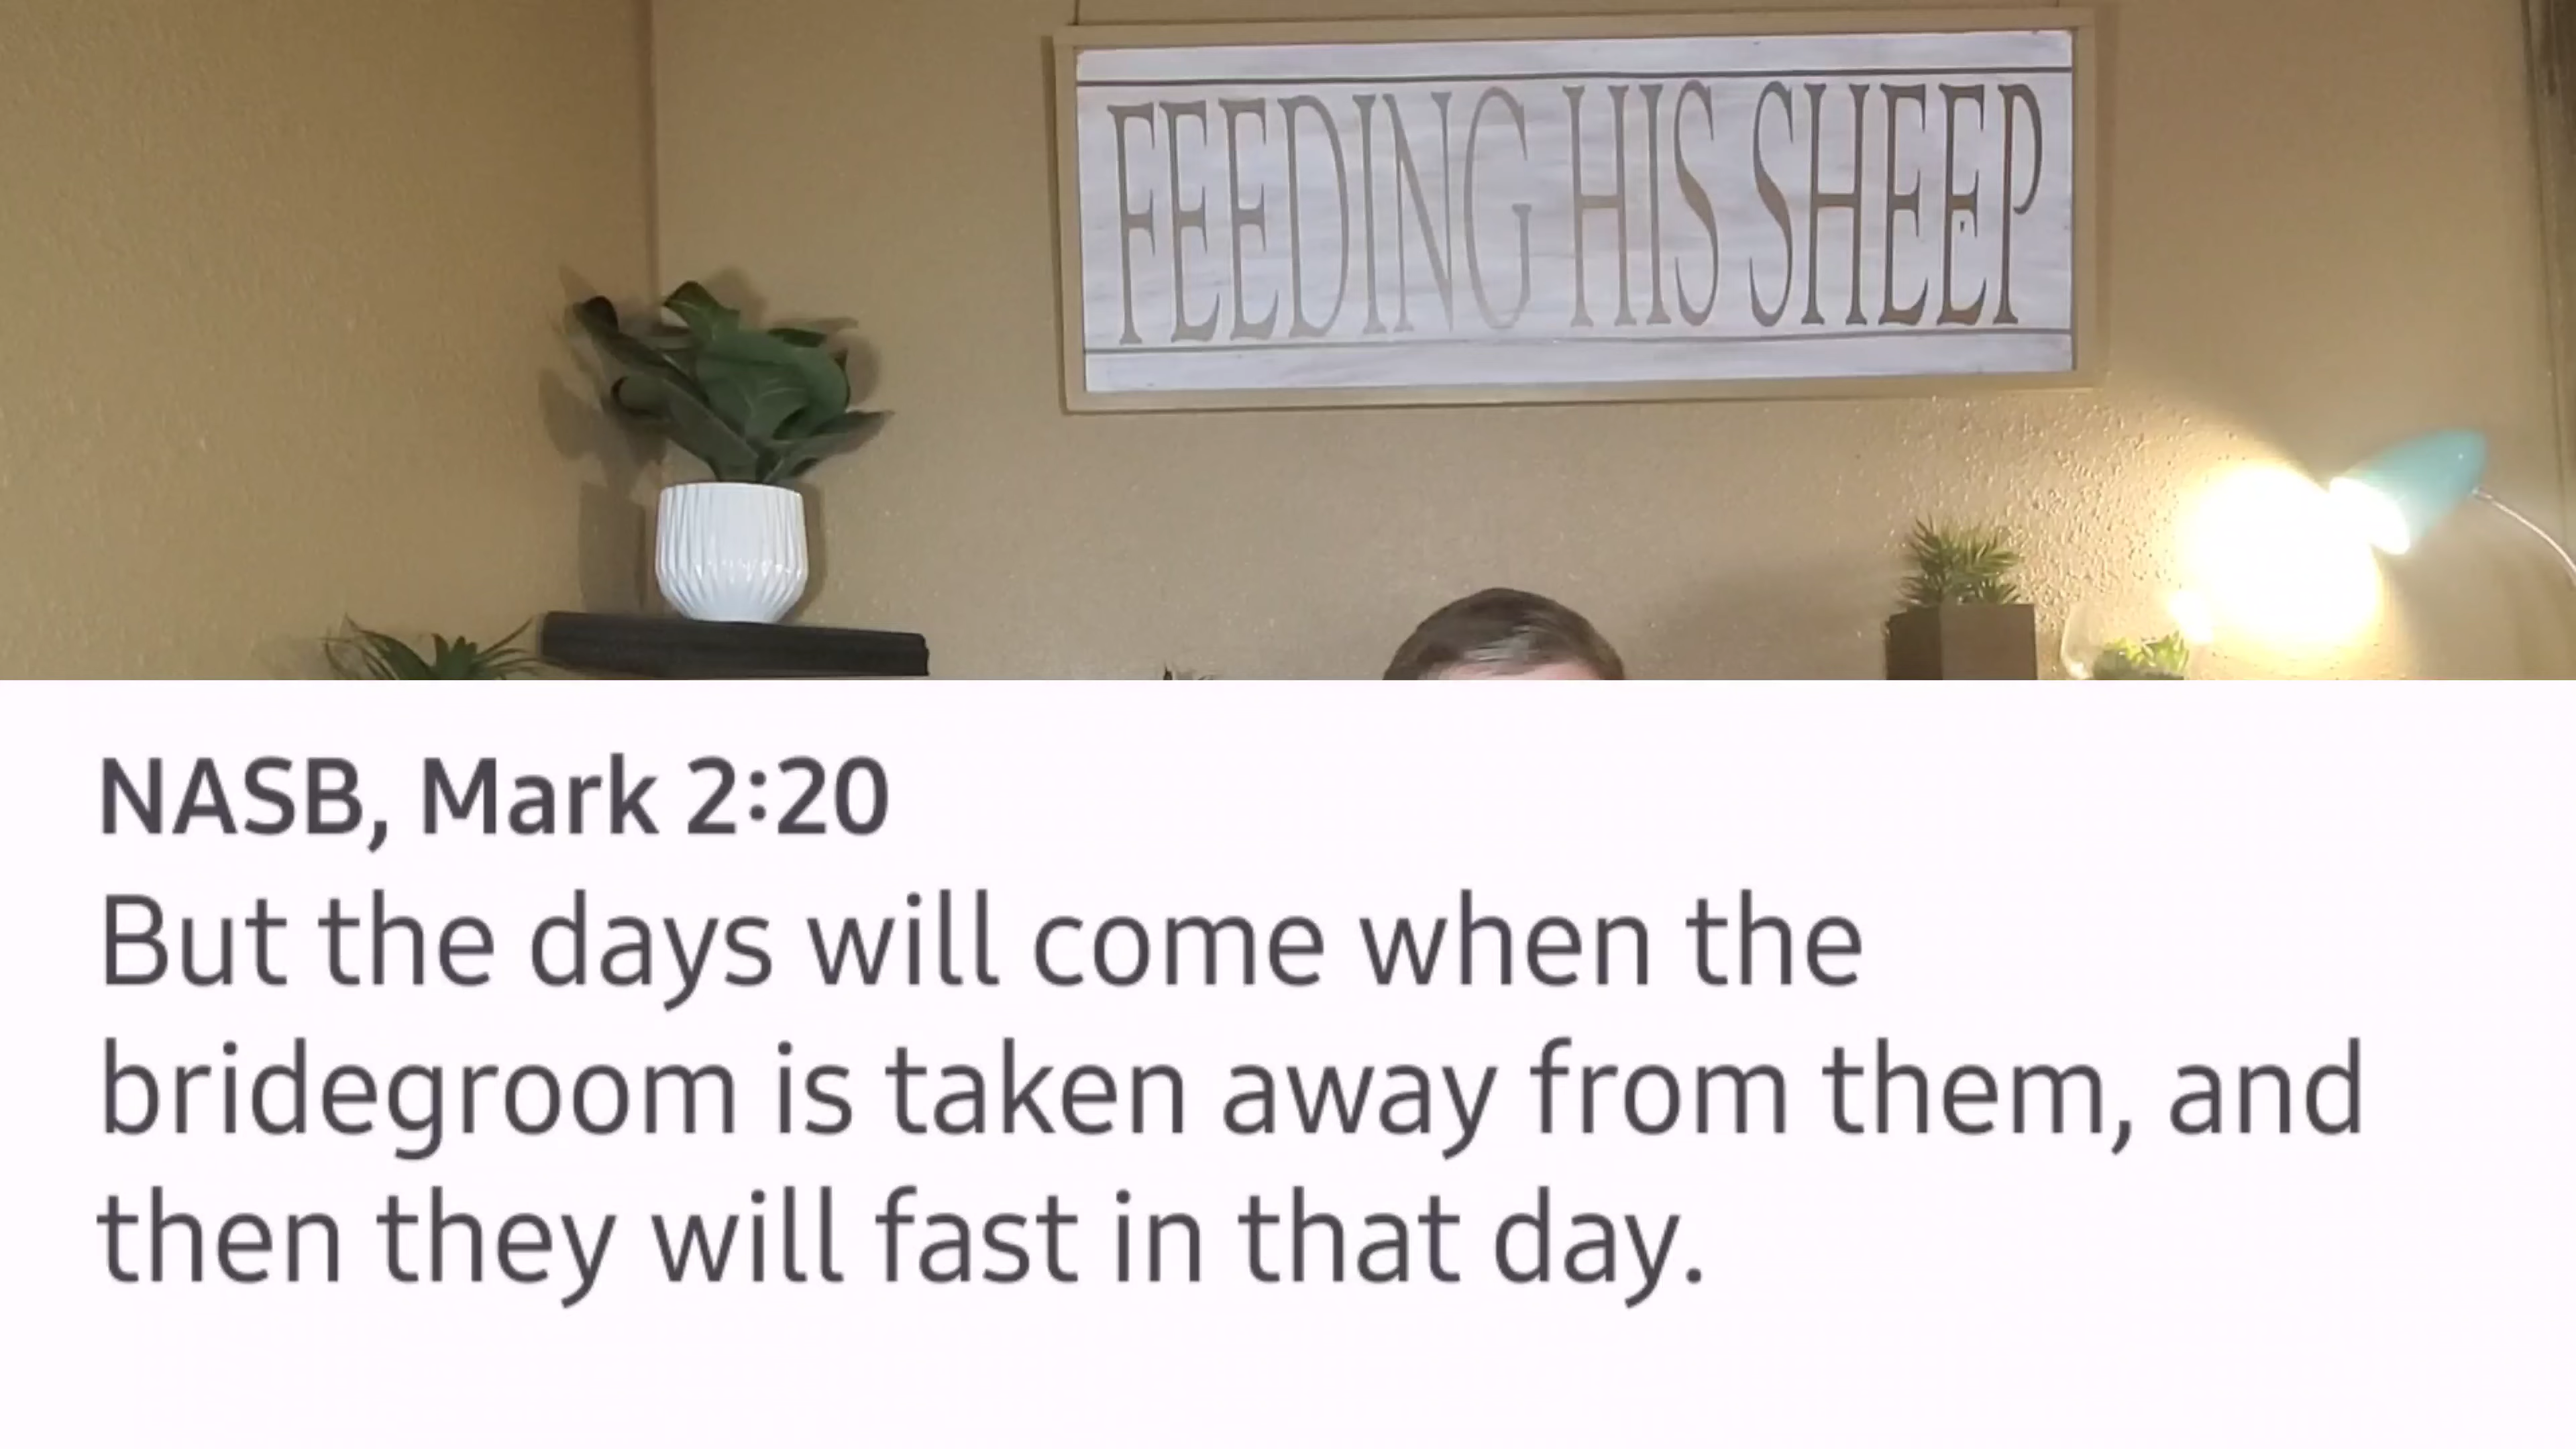 FEEDING HIS SHEEP
NASB, Mark 2:20
But the days will come when the
bridegroom is taken away from them, and
then they will fast in that day.